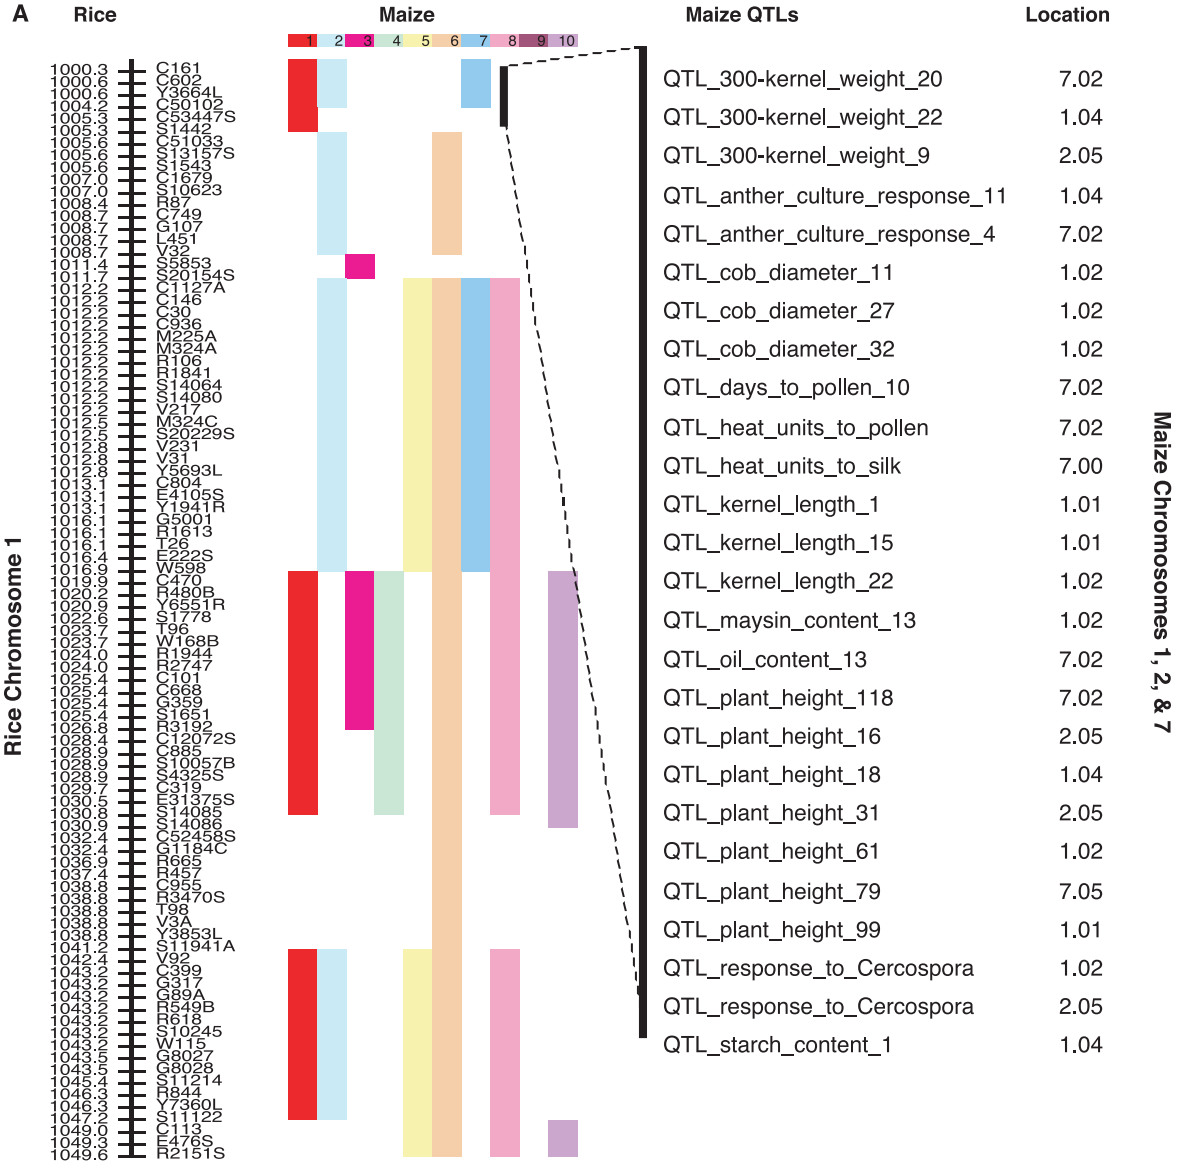 A Rice Maize Maize QTLs Location
1 2 3 4 5 6 7 8 9 10
Rice Chromosome 1
1000.3 C161
1000.6 C602
1000.6 Y3664L
1004.2 C50102
1005.3 C53447S
1005.3 S1442
1005.6 C51033
1005.6 S13157S
1005.6 S1543
1007.0 C1679
1007.0 S10623
1008.4 R87
1008.7 C749
1008.7 G107
1008.7 L451
1008.7 V32
1011.4 S5853
1011.7 S20154S
1012.2 C1127A
1012.2 C146
1012.2 C30
1012.2 C936
1012.2 M225A
1012.2 M324A
1012.2 R106
1012.2 R1841
1012.2 S14064
1012.2 S14080
1012.2 V217
1012.5 M324C
1012.5 S20229S
1012.8 V231
1012.8 V31
1012.8 Y5693L
1013.1 C804
1013.1 E4105S
1013.1 Y1941R
1016.1 G5001
1016.1 R1613
1016.1 T26
1016.4 E222S
1016.9 W598
1019.9 C470
1020.2 R480B
1020.9 Y6551R
1022.6 S1778
1023.7 T96
1023.7 W168B
1024.0 R1944
1024.0 R2747
1025.4 C101
1025.4 C668
1025.4 G359
1025.4 S1651
1026.8 R3192
1028.4 C12072S
1028.9 C885
1028.9 S10057B
1028.9 S4325S
1029.7 C319
1030.5 E31375S
1030.8 S14085
1030.9 S14086
1032.4 C52458S
1032.4 G1184C
1036.9 R665
1037.4 R457
1038.8 C955
1038.8 R3470S
1038.8 T98
1038.8 V3A
1038.8 Y3853L
1041.2 S11941A
1042.4 V92
1043.2 C399
1043.2 G317
1043.2 G89A
1043.2 R549B
1043.2 R618
1043.2 S10245
1043.2 W115
1043.5 G8027
1043.5 G8028
1045.4 S11214
1046.3 R844
1046.3 Y7360L
1047.2 S11122
1049.0 C113
1049.3 E476S
1049.6 R2151S
QTL_300-kernel_weight_20 7.02
QTL_300-kernel_weight_22 1.04
QTL_300-kernel_weight_9 2.05
QTL_anther_culture_response_11 1.04
QTL_anther_culture_response_4 7.02
QTL_cob_diameter_11 1.02
QTL_cob_diameter_27 1.02
QTL_cob_diameter_32 1.02
QTL_days_to_pollen_10 7.02
QTL_heat_units_to_pollen 7.02
QTL_heat_units_to_silk 7.00
QTL_kernel_length_1 1.01
QTL_kernel_length_15 1.01
QTL_kernel_length_22 1.02
QTL_maysin_content_13 1.02
QTL_oil_content_13 7.02
QTL_plant_height_118 7.02
QTL_plant_height_16 2.05
QTL_plant_height_18 1.04
QTL_plant_height_31 2.05
QTL_plant_height_61 1.02
QTL_plant_height_79 7.05
QTL_plant_height_99 1.01
QTL_response_to_Cercospora 1.02
QTL_response_to_Cercospora 2.05
QTL_starch_content_1 1.04
Maize Chromosomes 1, 2, & 7